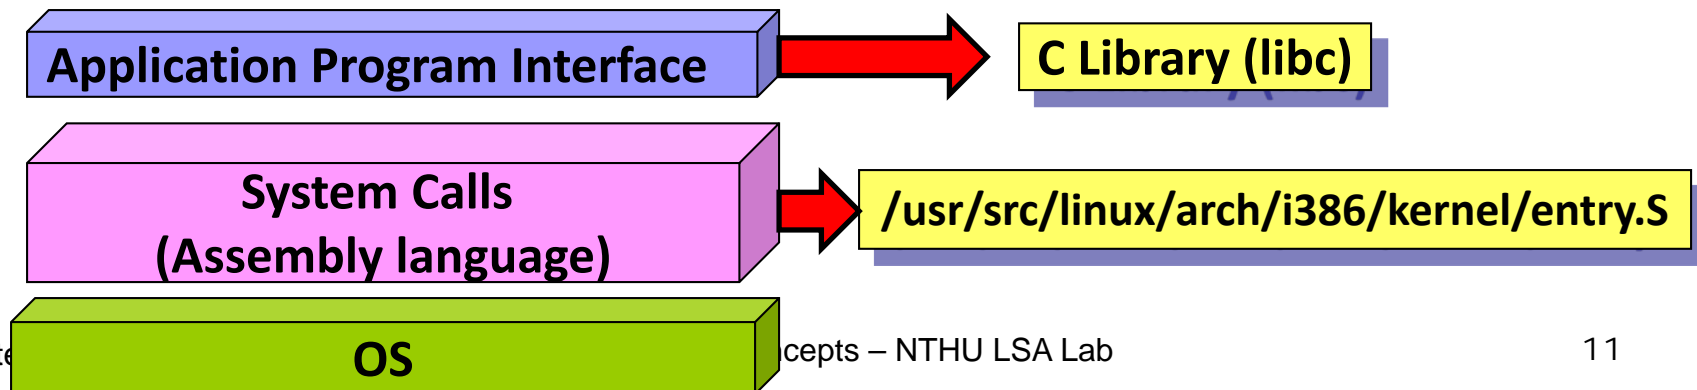 Application Program Interface
C Library (libc)
System Calls
(Assembly language)
/usr/src/linux/arch/i386/kernel/entry.S
OS
– NTHU LSA Lab
11